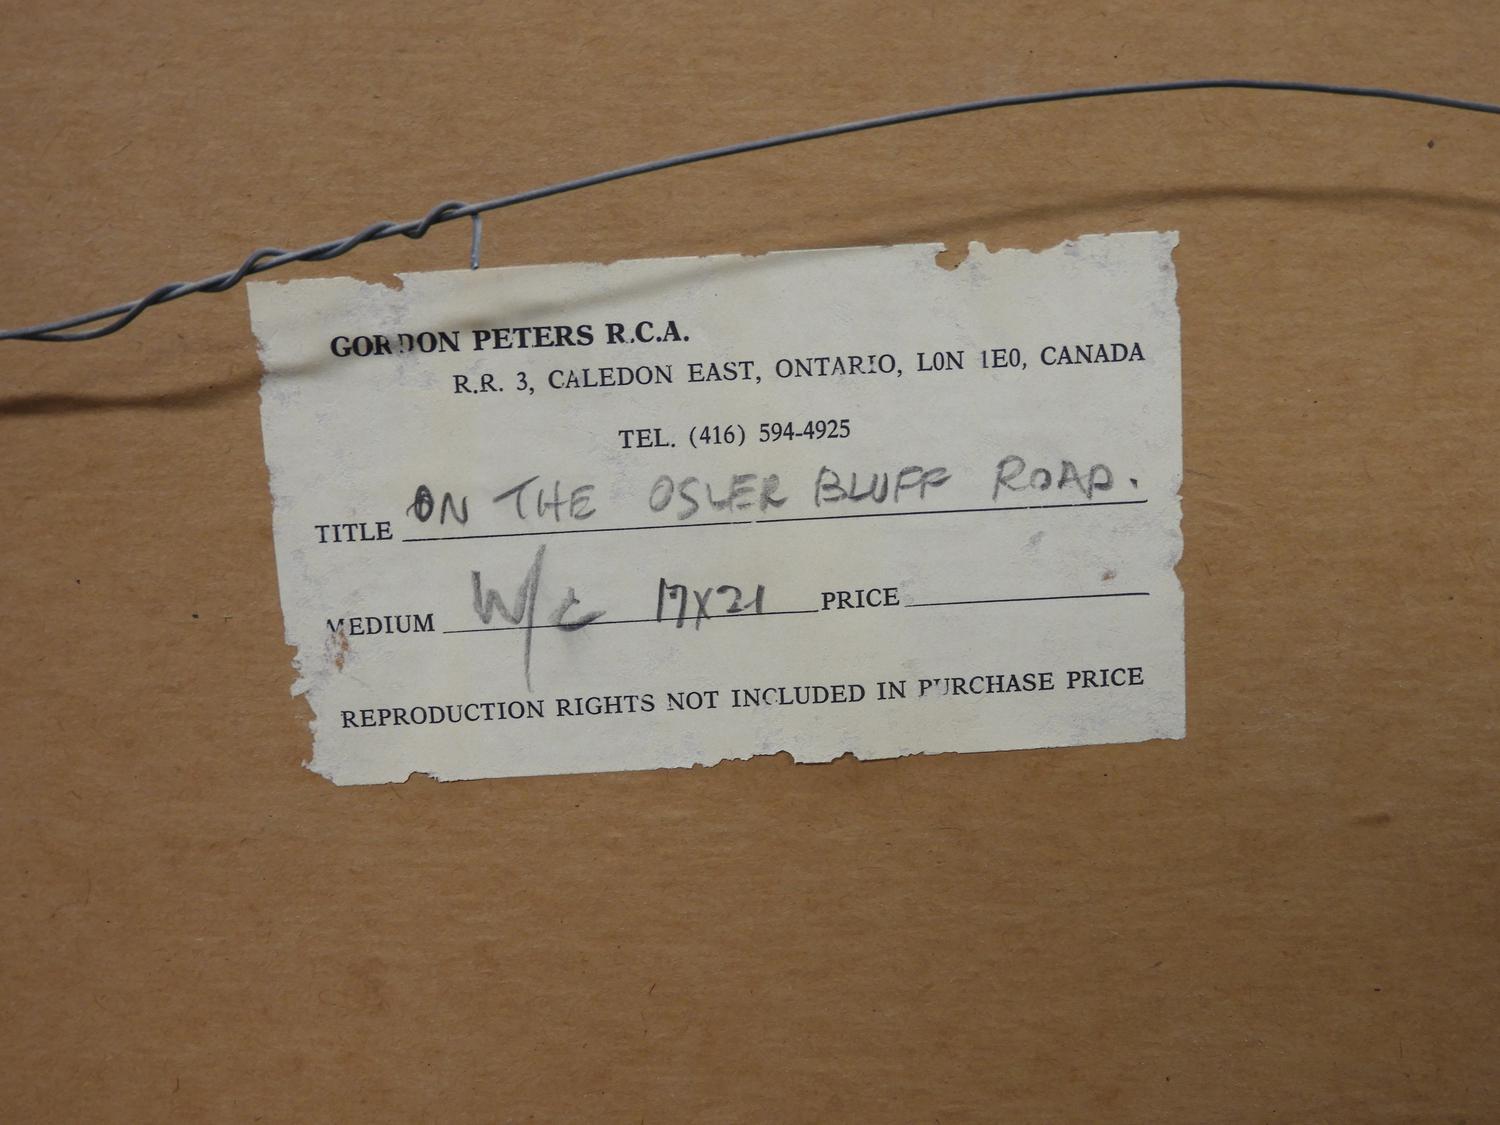 GORDON PETERS R.C.A.
R.R. 3, CALEDON EAST, ONTARIO, L0N 1E0, CANADA
TEL. (416) 594-4925
TITLE ON THE OSLER BLUFF ROAD.
MEDIUM W/C 17X21 PRICE
REPRODUCTION RIGHTS NOT INCLUDED IN PURCHASE PRICE